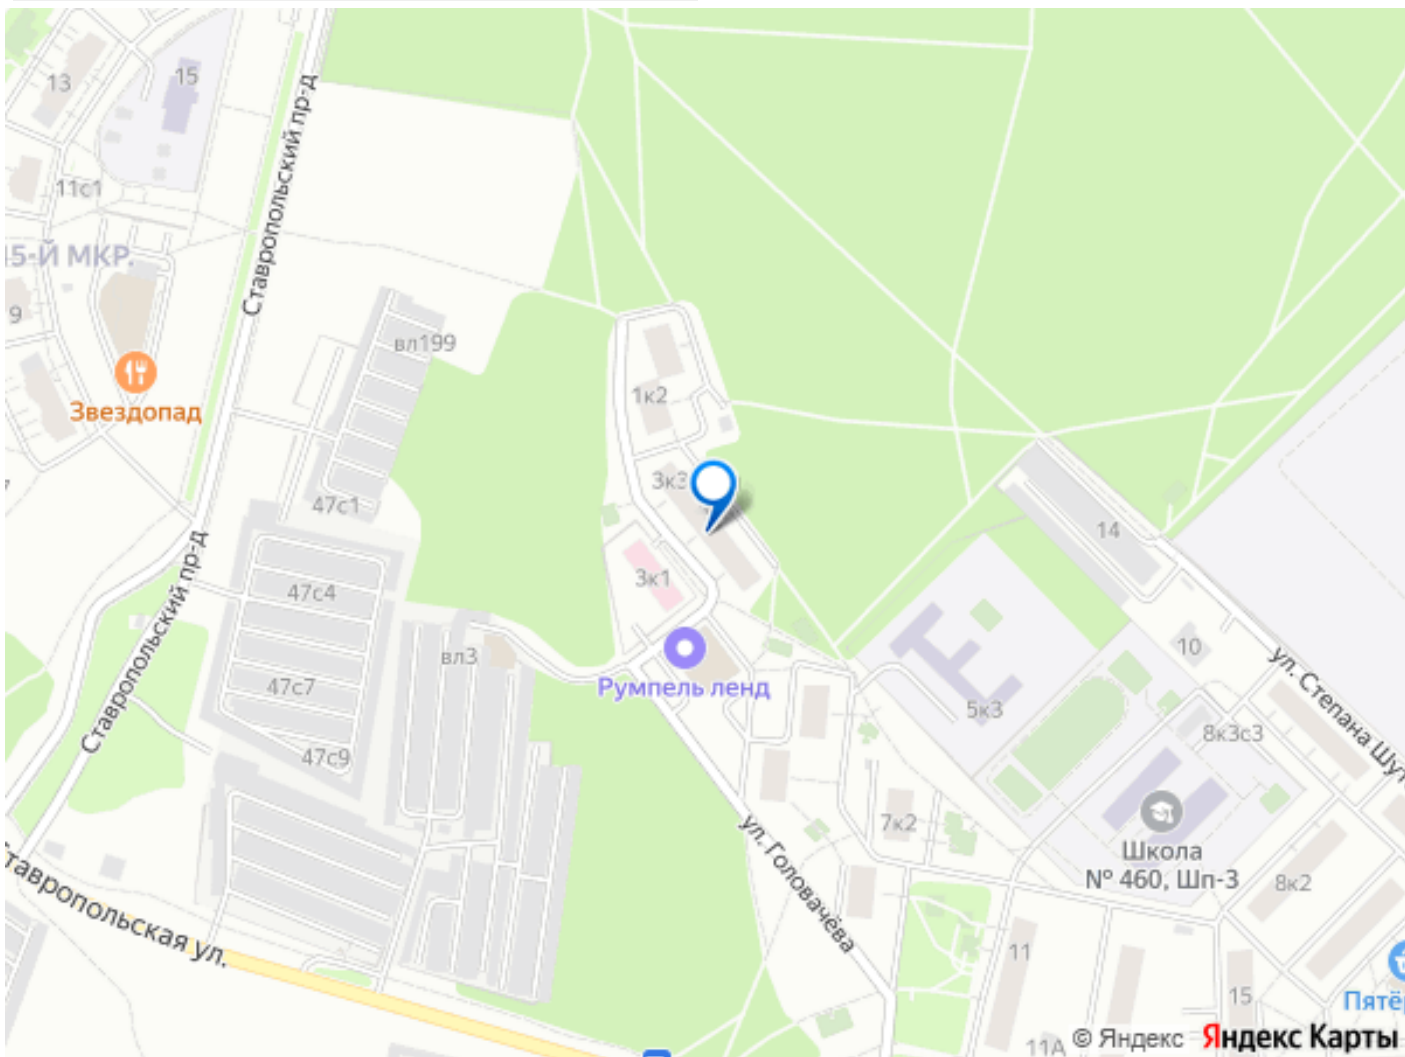 13
15
Ставропольский пр-д
11с1
15-Й МКР.
9
вл199
Звездопад
1к2
47с1
3к3
14
Ставропольский пр-д
47с4
3к1
вл3
10
ул. Степана Шут
47с7
Румпель ленд
5к3
8к3с3
47с9
7к2
ул. Головачёва
Школа
№ 460, Шп-3
8к2
Ставропольская ул.
11
15
Пятёр
11А
© Яндекс
Яндекс Карты